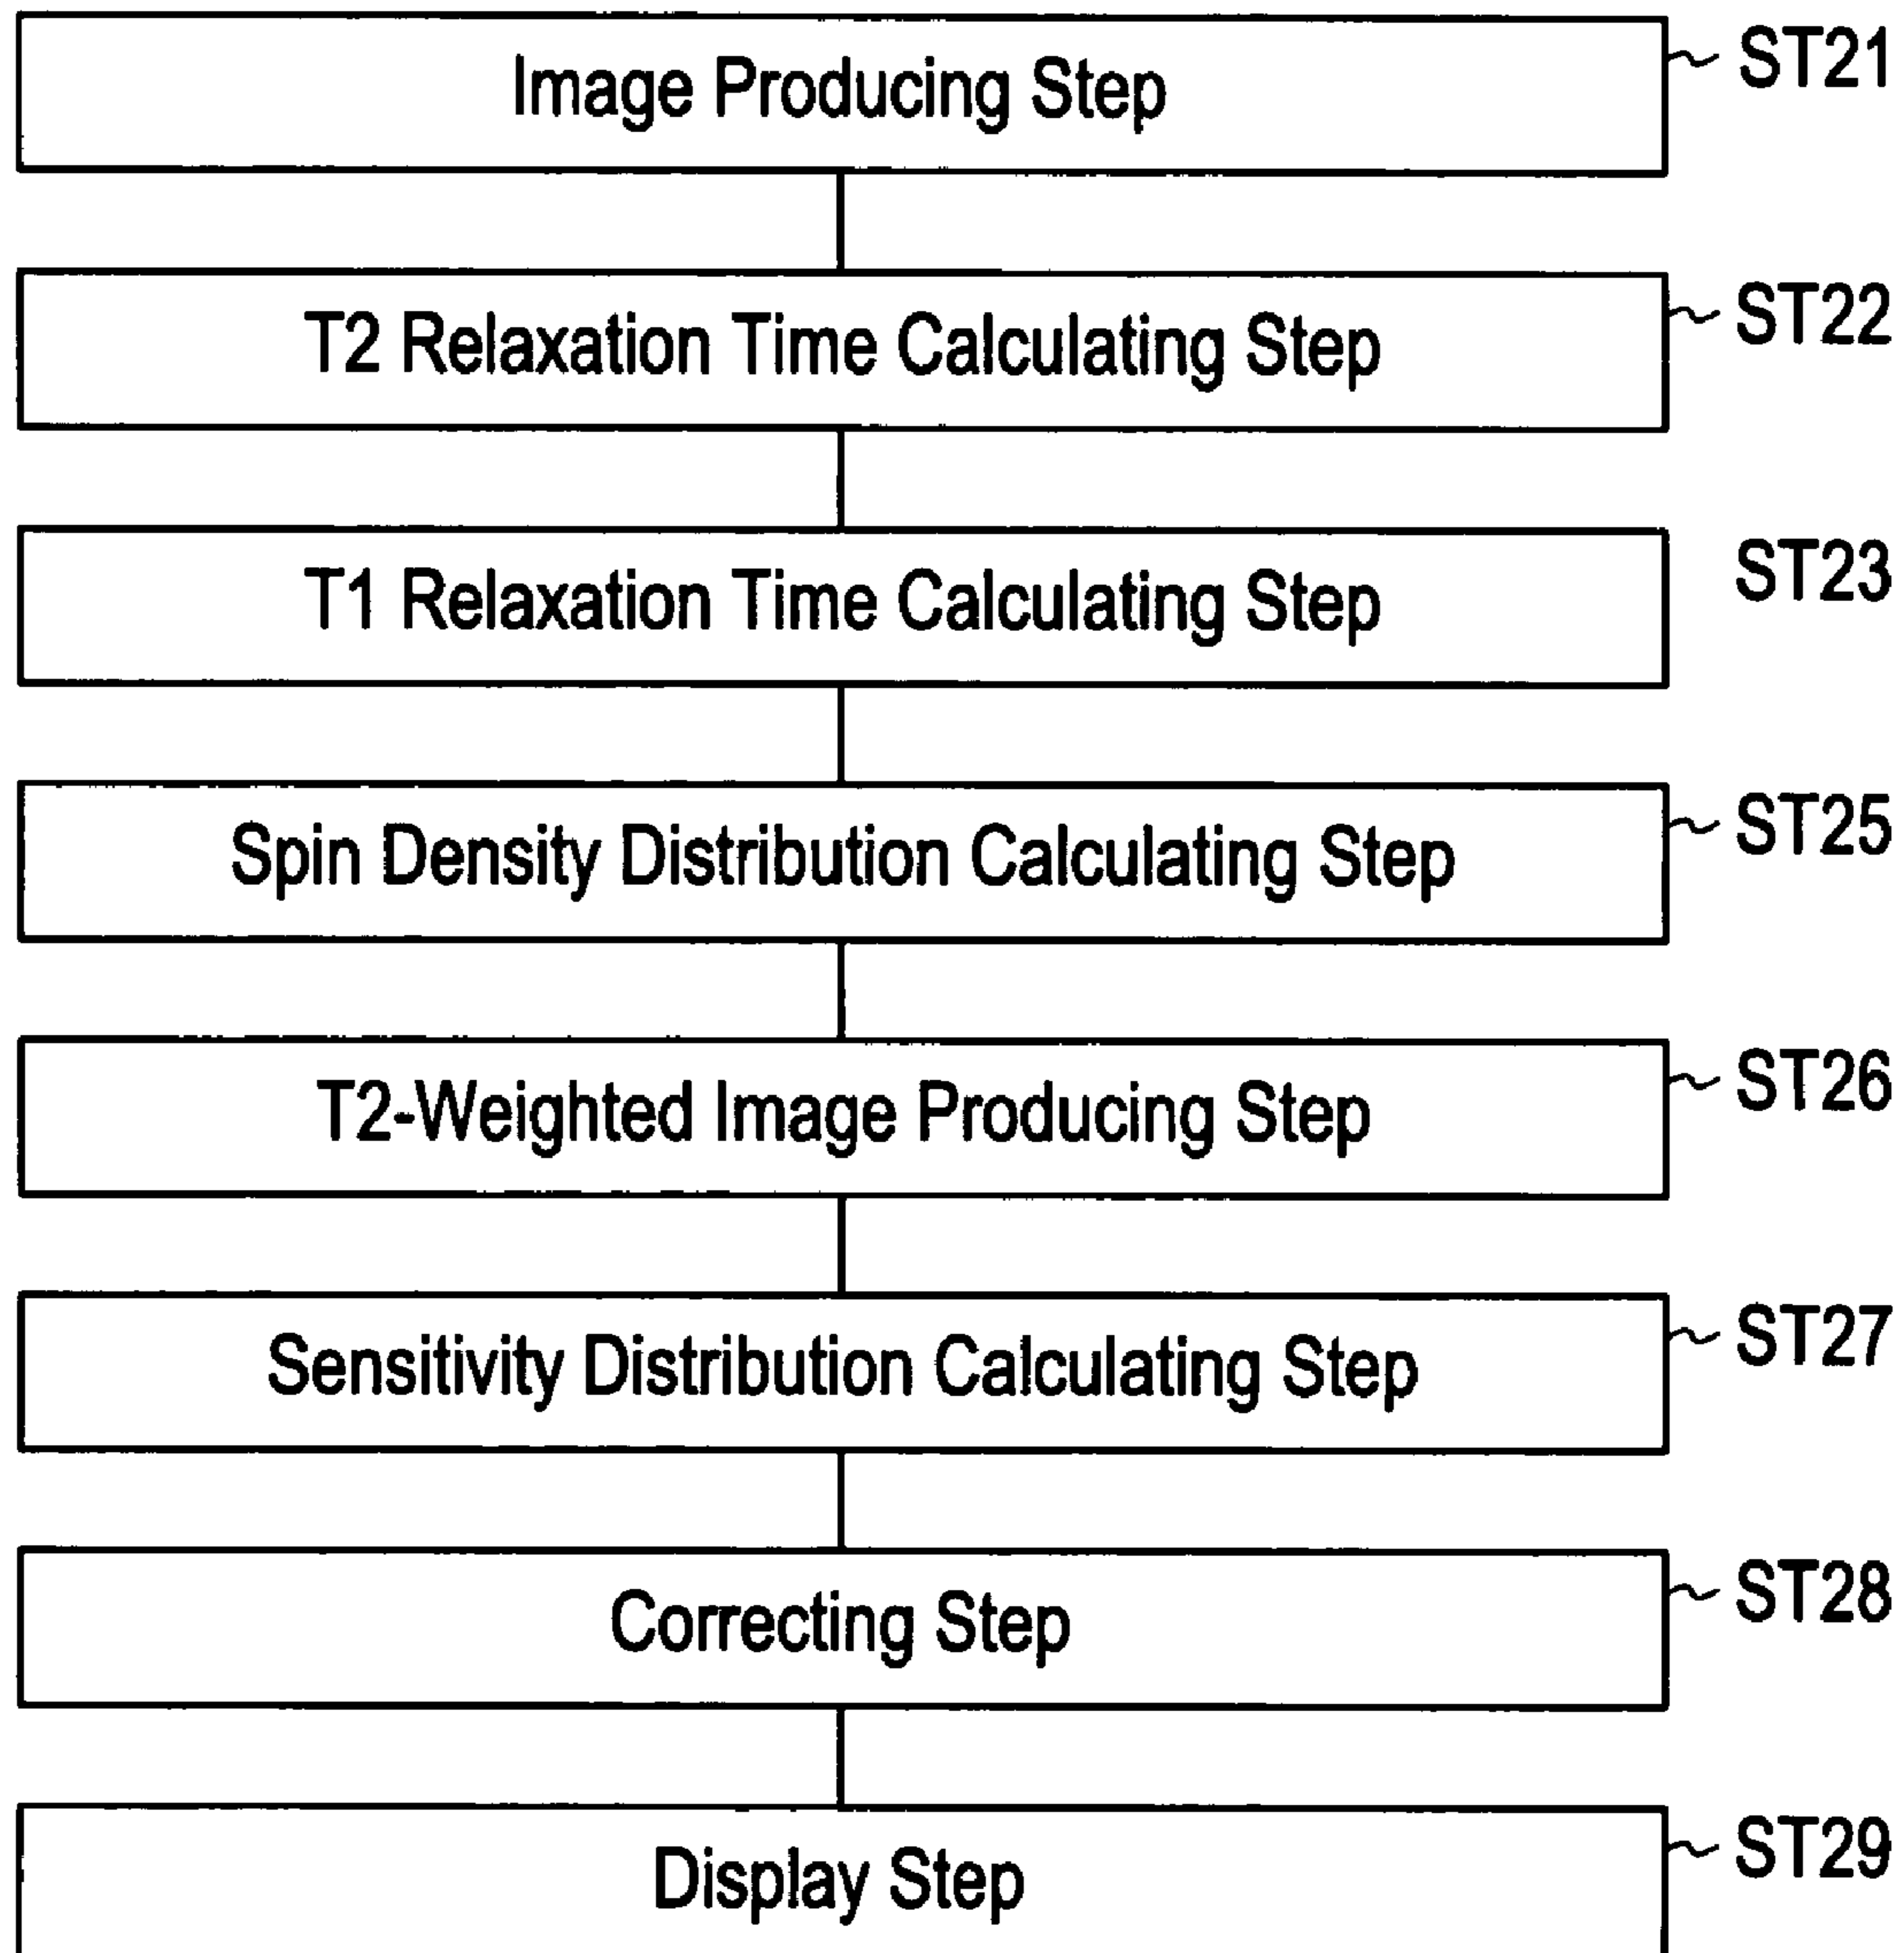 Image Producing Step ST21
T2 Relaxation Time Calculating Step ST22
T1 Relaxation Time Calculating Step ST23
Spin Density Distribution Calculating Step ST25
T2-Weighted Image Producing Step ST26
Sensitivity Distribution Calculating Step ST27
Correcting Step ST28
Display Step ST29